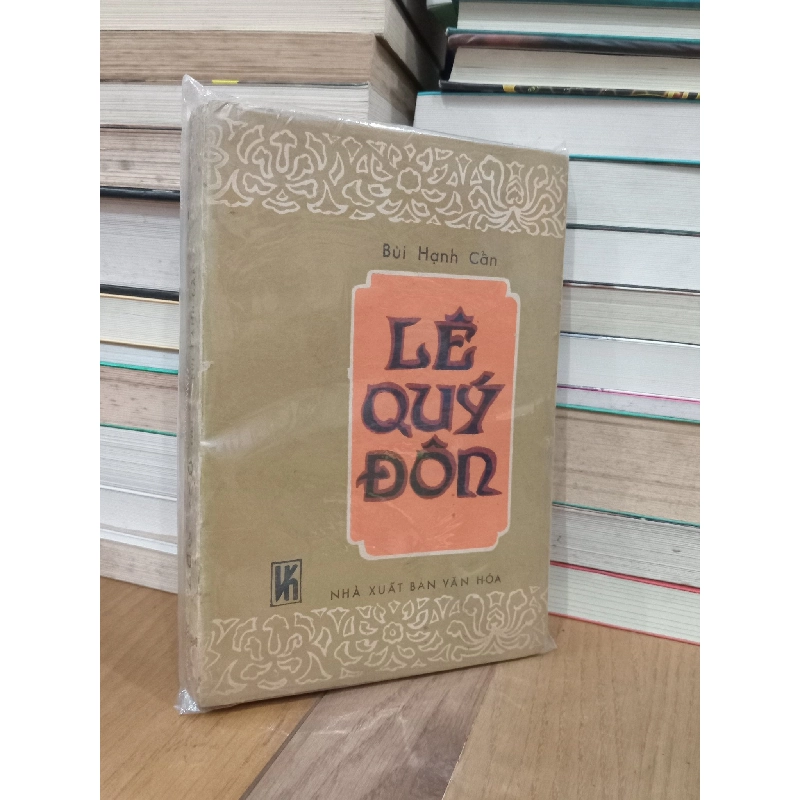 Bùi Hạnh Cẩn
LÊ
QUÝ
ĐÔN
NHÀ XUẤT BẢN VĂN HÓA